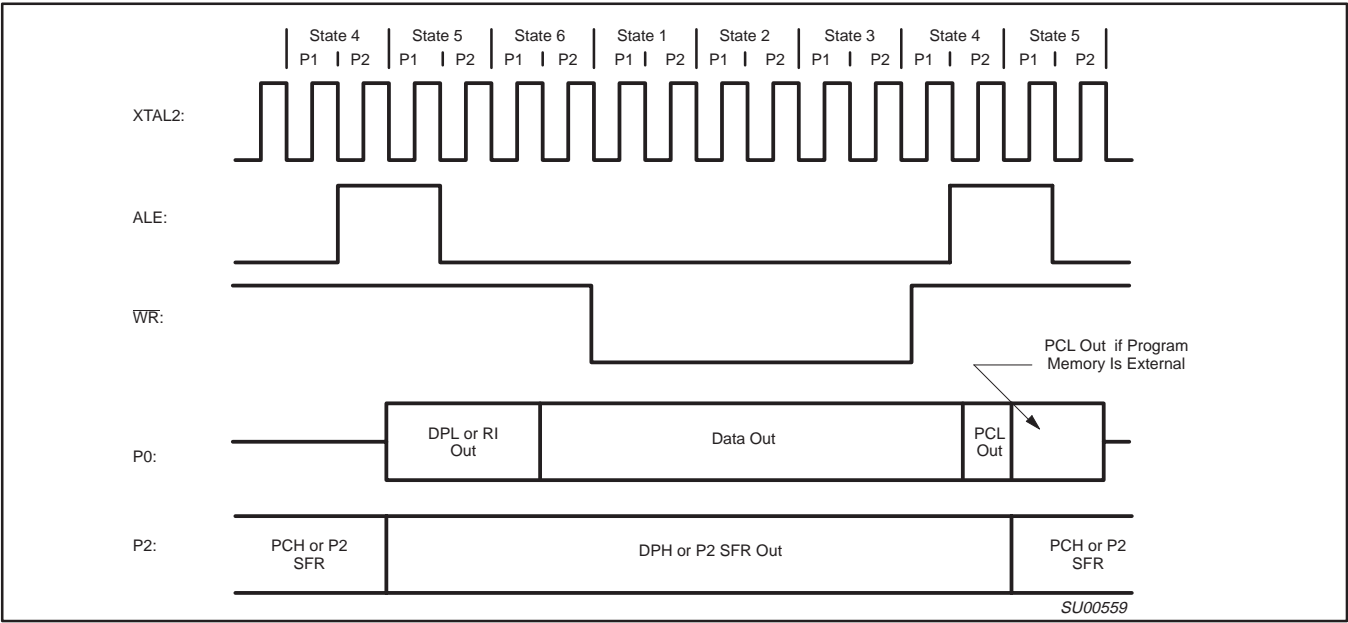 State 4 State 5 State 6 State 1 State 2 State 3 State 4 State 5
P1 P2 P1 P2 P1 P2 P1 P2 P1 P2 P1 P2 P1 P2 P1 P2
XTAL2:
ALE:
WR:
PCL Out if Program
Memory Is External
P0:
DPL or RI
Out
Data Out
PCL
Out
P2:
PCH or P2
SFR
DPH or P2 SFR Out
PCH or P2
SFR
SU00559